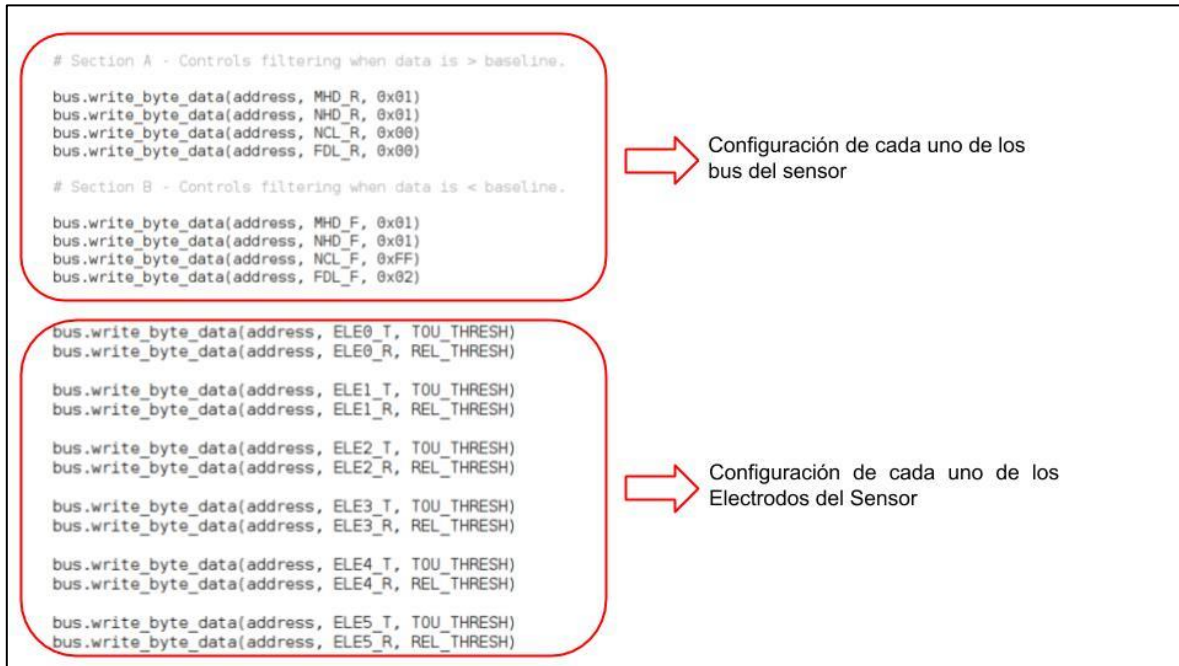 # Section A - Controls filtering when data is > baseline.
bus.write_byte_data(address, MHD_R, 0x01)
bus.write_byte_data(address, NHD_R, 0x01)
bus.write_byte_data(address, NCL_R, 0x00)
bus.write_byte_data(address, FDL_R, 0x00)
# Section B - Controls filtering when data is < baseline.
bus.write_byte_data(address, MHD_F, 0x01)
bus.write_byte_data(address, NHD_F, 0x01)
bus.write_byte_data(address, NCL_F, 0xFF)
bus.write_byte_data(address, FDL_F, 0x02)
Configuración de cada uno de los
bus del sensor
bus.write_byte_data(address, ELE0_T, TOU_THRESH)
bus.write_byte_data(address, ELE0_R, REL_THRESH)
bus.write_byte_data(address, ELE1_T, TOU_THRESH)
bus.write_byte_data(address, ELE1_R, REL_THRESH)
bus.write_byte_data(address, ELE2_T, TOU_THRESH)
bus.write_byte_data(address, ELE2_R, REL_THRESH)
bus.write_byte_data(address, ELE3_T, TOU_THRESH)
bus.write_byte_data(address, ELE3_R, REL_THRESH)
bus.write_byte_data(address, ELE4_T, TOU_THRESH)
bus.write_byte_data(address, ELE4_R, REL_THRESH)
bus.write_byte_data(address, ELE5_T, TOU_THRESH)
bus.write_byte_data(address, ELE5_R, REL_THRESH)
Configuración de cada uno de los
Electrodos del Sensor